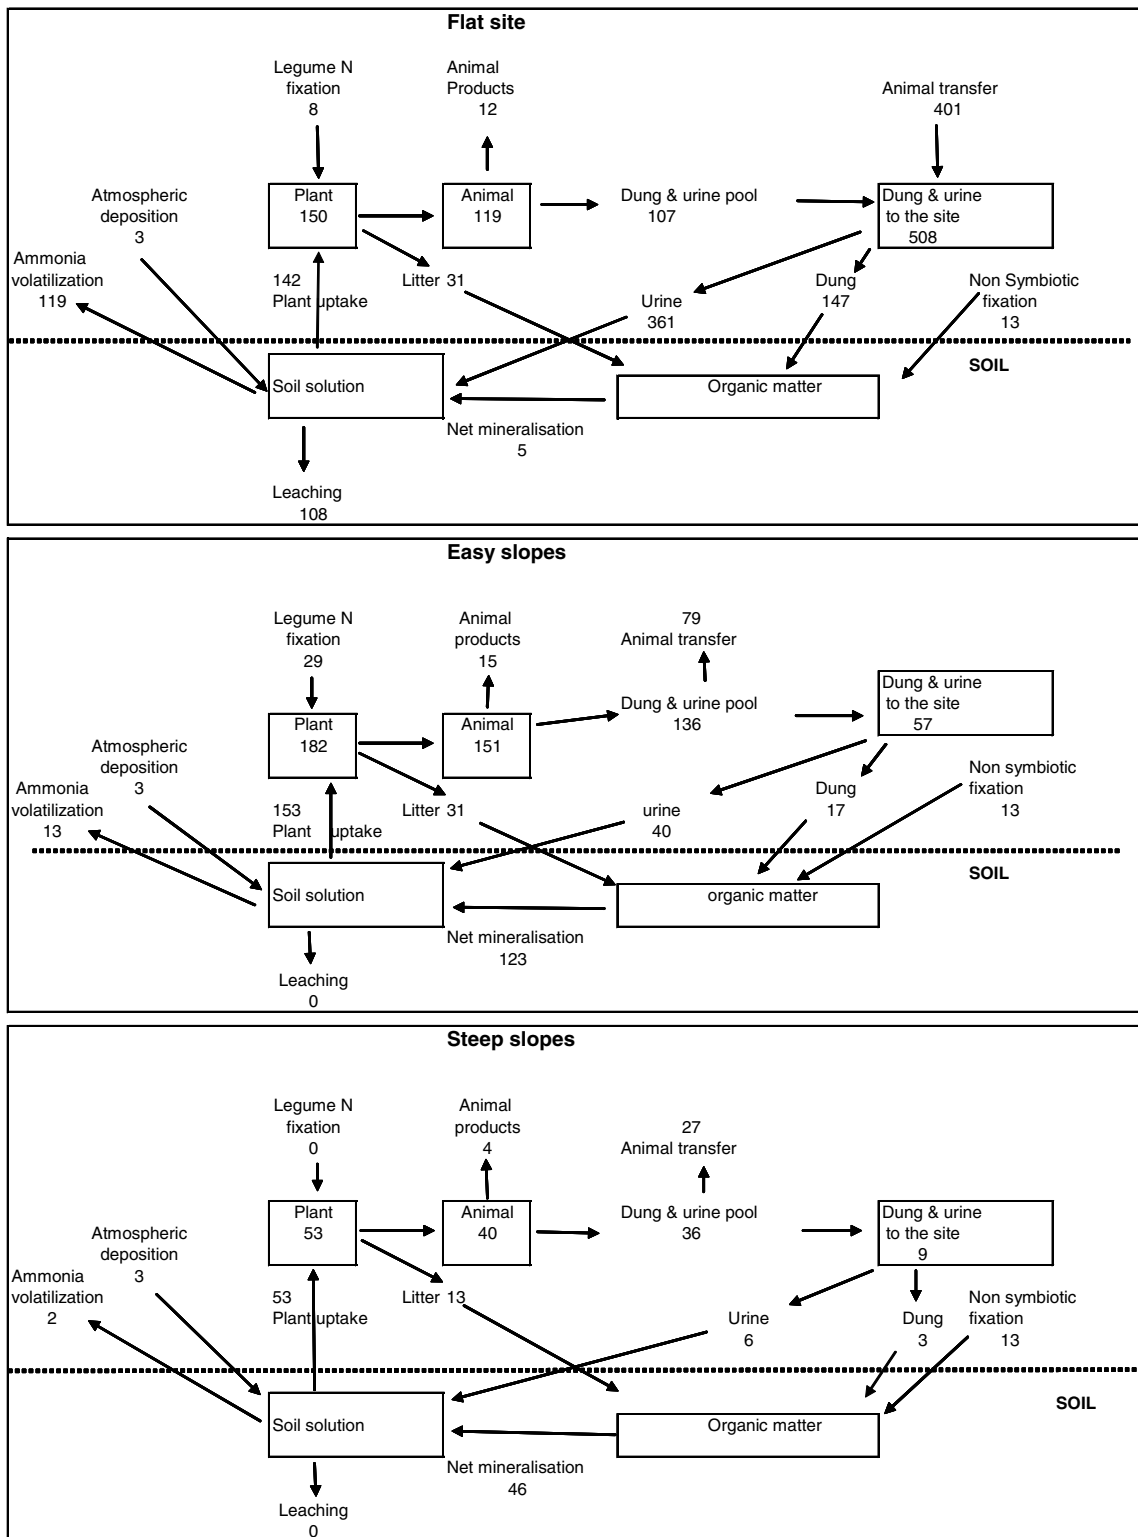 Flat site
Legume N
fixation
8
Animal
Products
12
Animal transfer
401
Atmospheric
deposition
3
Plant
150
Animal
119
Dung & urine pool
107
Dung & urine
to the site
508
Ammonia
volatilization
119
142
Plant uptake
Litter 31
Urine
361
Dung
147
Non Symbiotic
fixation
13
SOIL
Soil solution
Organic matter
Net mineralisation
5
Leaching
108
Easy slopes
Legume N
fixation
29
Animal
products
15
79
Animal transfer
Atmospheric
deposition
3
Plant
182
Animal
151
Dung & urine pool
136
Dung & urine
to the site
57
Ammonia
volatilization
13
153
Plant uptake
Litter 31
urine
40
Dung
17
Non symbiotic
fixation
13
SOIL
Soil solution
organic matter
Net mineralisation
123
Leaching
0
Steep slopes
Legume N
fixation
0
Animal
products
4
27
Animal transfer
Atmospheric
deposition
3
Plant
53
Animal
40
Dung & urine pool
36
Dung & urine
to the site
9
Ammonia
volatilization
2
53
Plant uptake
Litter 13
Urine
6
Dung
3
Non symbiotic
fixation
13
SOIL
Soil solution
Organic matter
Net mineralisation
46
Leaching
0